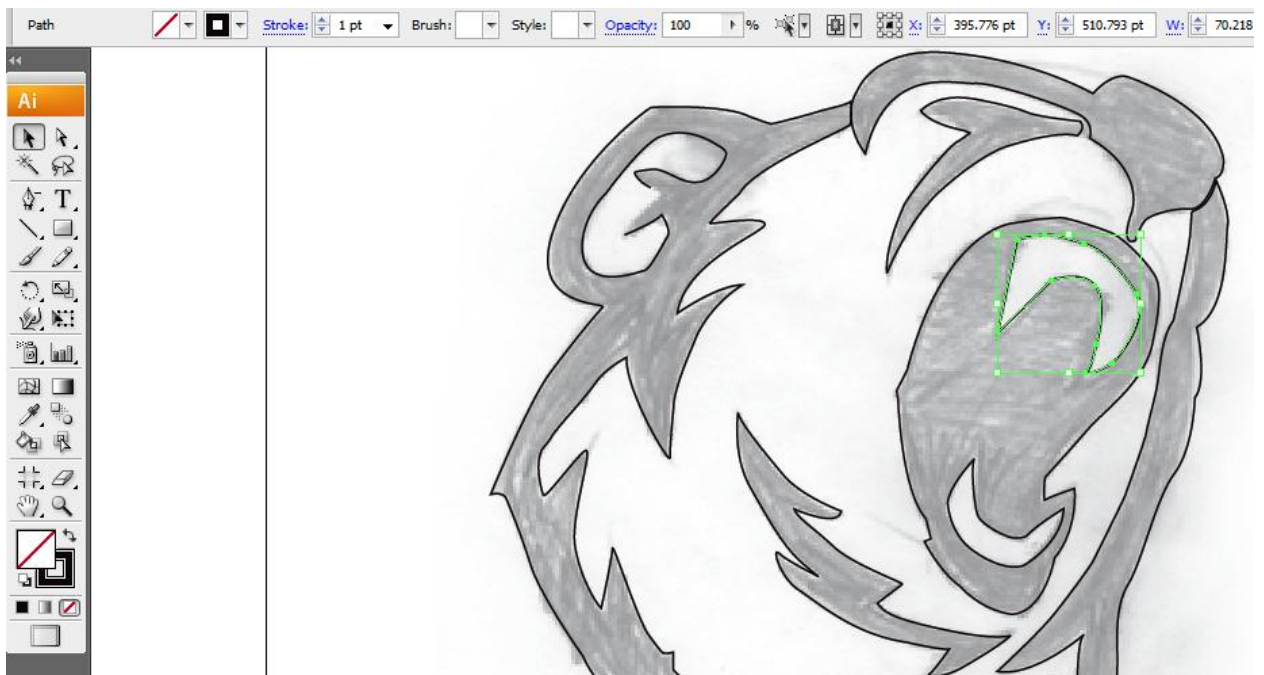 Path Stroke: 1 pt Brush: Style: Opacity: 100 % X: 395.776 pt Y: 510.793 pt W: 70.218
Ai
T